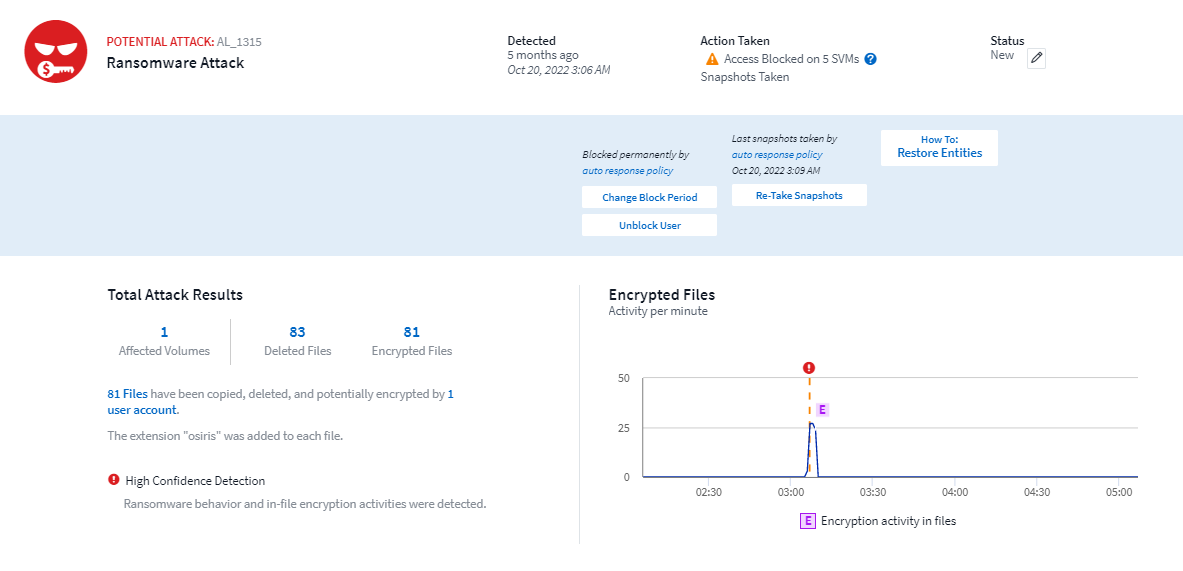 POTENTIAL ATTACK: AL_1315
Ransomware Attack
Detected
5 months ago
Oct 20, 2022 3:06 AM
Action Taken
Access Blocked on 5 SVMs
Snapshots Taken
Status
New
Blocked permanently by
auto response policy
Change Block Period
Unblock User
Last snapshots taken by
auto response policy
Oct 20, 2022 3:09 AM
Re-Take Snapshots
How To:
Restore Entities
Total Attack Results
1
Affected Volumes
83
Deleted Files
81
Encrypted Files
81 Files have been copied, deleted, and potentially encrypted by 1
user account.
The extension "osiris" was added to each file.
High Confidence Detection
Ransomware behavior and in-file encryption activities were detected.
Encrypted Files
Activity per minute
50
25
0
E
02:30 03:00 03:30 04:00 04:30 05:00
E Encryption activity in files